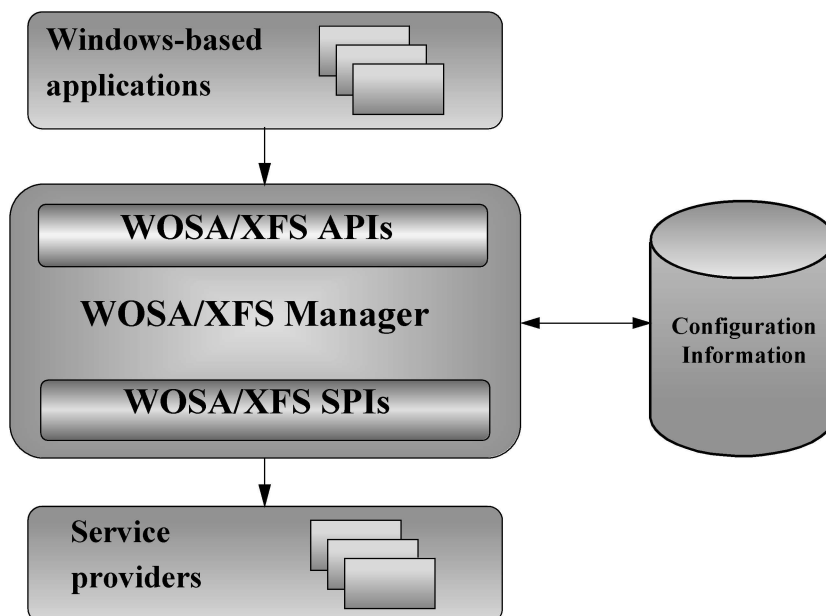 Windows-based
applications
WOSA/XFS APIs
WOSA/XFS Manager
WOSA/XFS SPIs
Configuration
Information
Service
providers